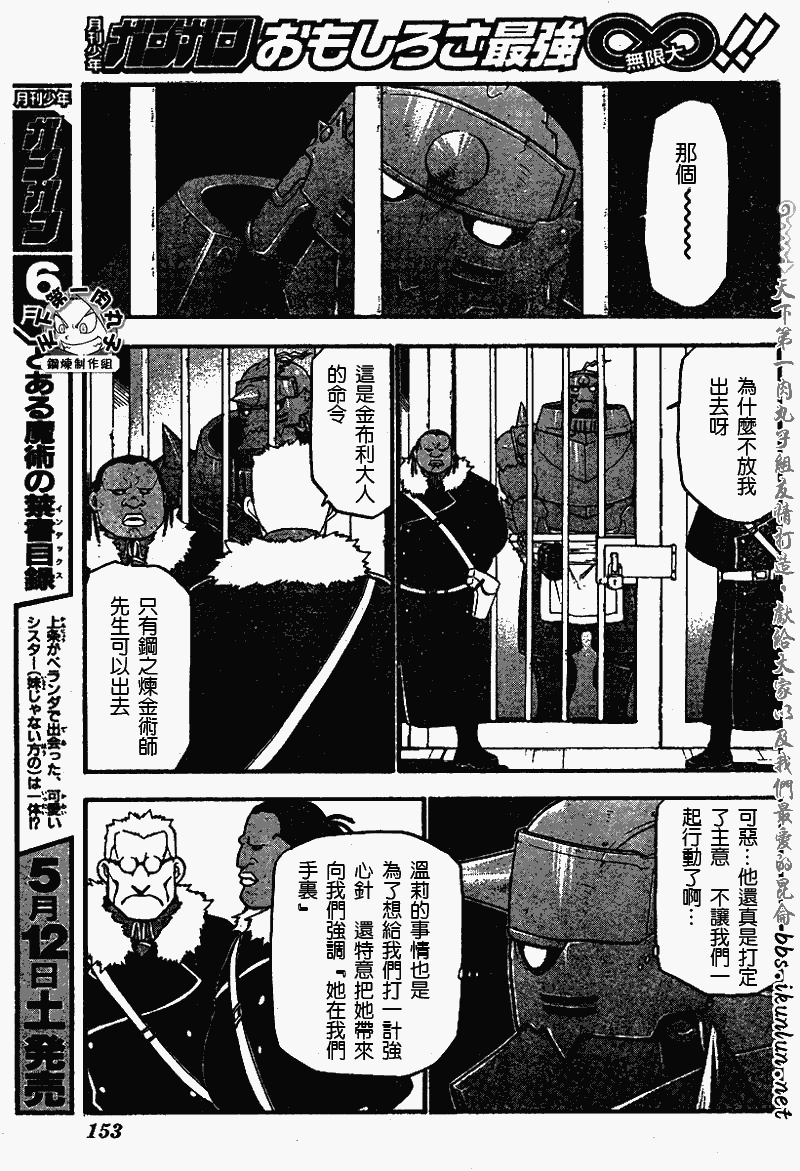 月刊少年
ガンガン
おもしろさ最強
無限大
!!
那個
~~~~
為什麼不放我
出去呀
這是金布利大人
的命令
只有鋼之煉金術師
先生可以出去
可惡…他還真是打定
了主意 不讓我們一
起行動了啊…
溫莉的事情也是
為了想給我們打一計強
心針 還特意把她帶來
向我們強調『她在我們
手裏』
月刊少年
ガンガン
6
天下第一肉丸子
鋼煉制作組
とある魔術の禁書目録
インデックス
上条がベランダで出会った、可愛い
シスター(妹じゃない方の)は一体!?
5月12日土発売
天下第一肉丸子組友情打造,獻給大家以及我們最愛的昆侖
bbs.ikunlun.net
153